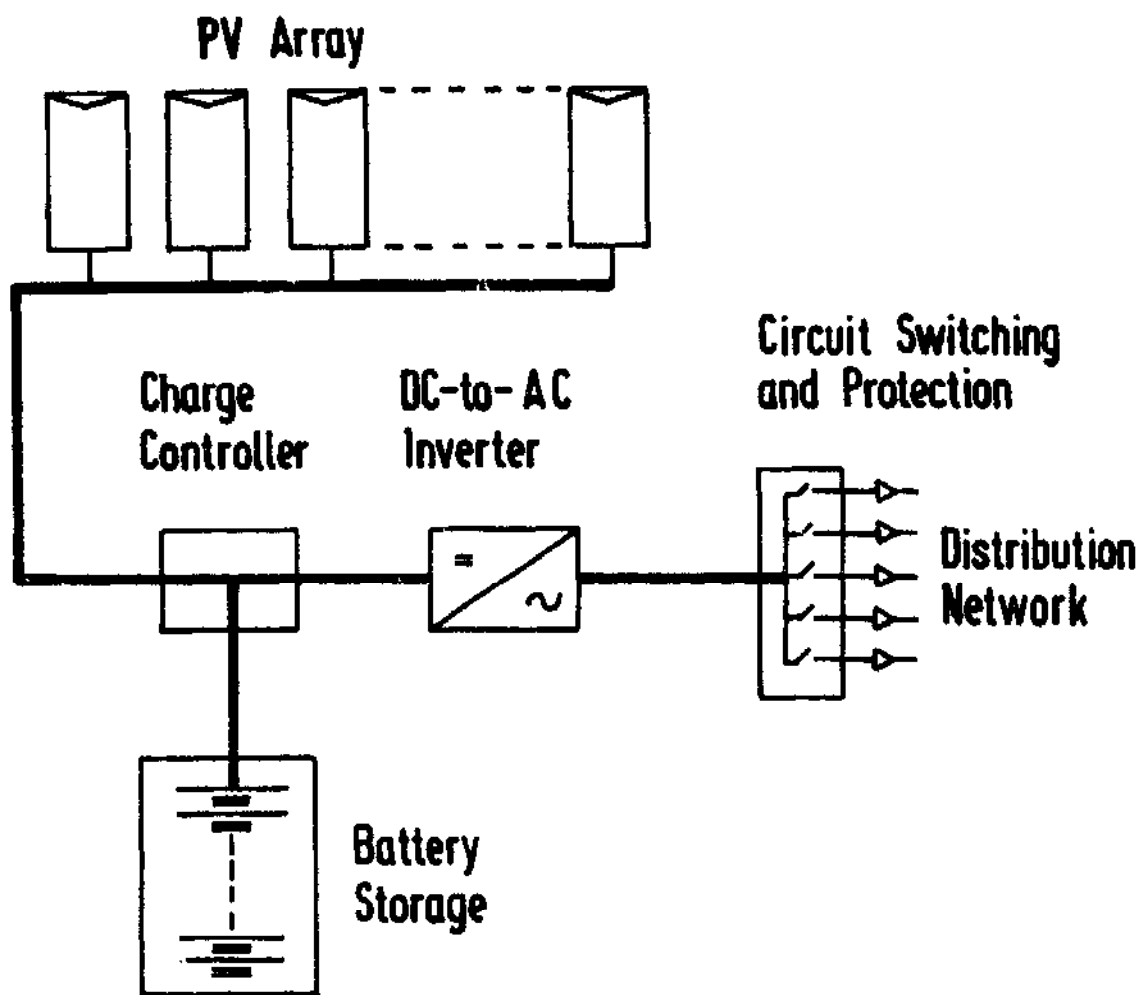 PV Array
Circuit Switching
and Protection
Charge
Controller
DC-to-AC
Inverter
Distribution
Network
Battery
Storage